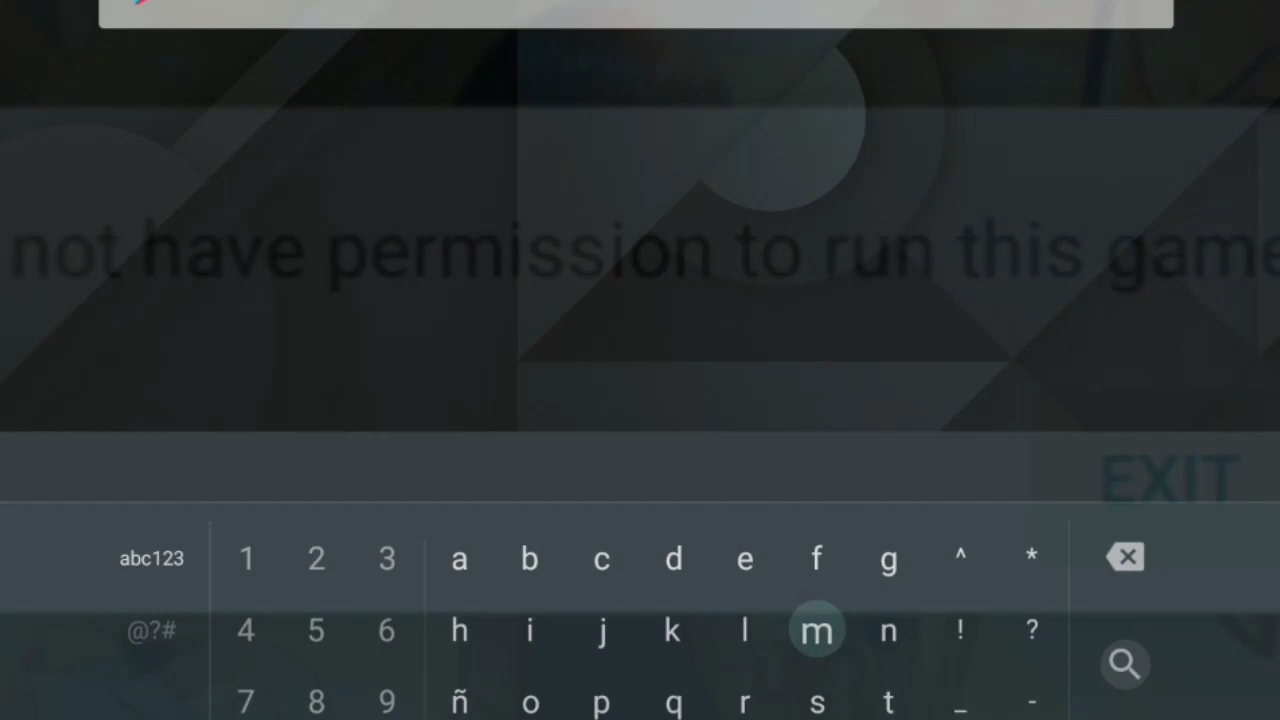 not have permission to run this game
EXIT
abc123 1 2 3 a b c d e f g ^ *
@?# 4 5 6 h i j k l m n ! ?
7 8 9 ñ o p q r s t _ -